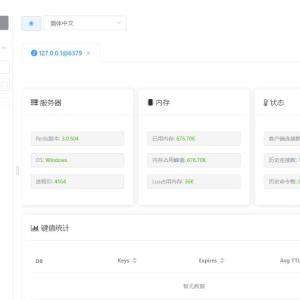 简体中文
127.0.0.1@6379
服务器
内存
状态
Redis版本: 3.0.504
已用内存: 676.70K
客户端连接数
OS: Windows
内存占用峰值: 676.70K
历史连接数:
进程ID: 4164
Lua占用内存: 36K
历史命令数:
键值统计
DB
Keys
Expires
Avg TTL
暂无数据